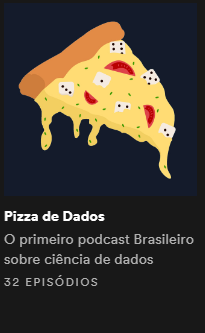 Pizza de Dados
O primeiro podcast Brasileiro
sobre ciência de dados
32 EPISÓDIOS